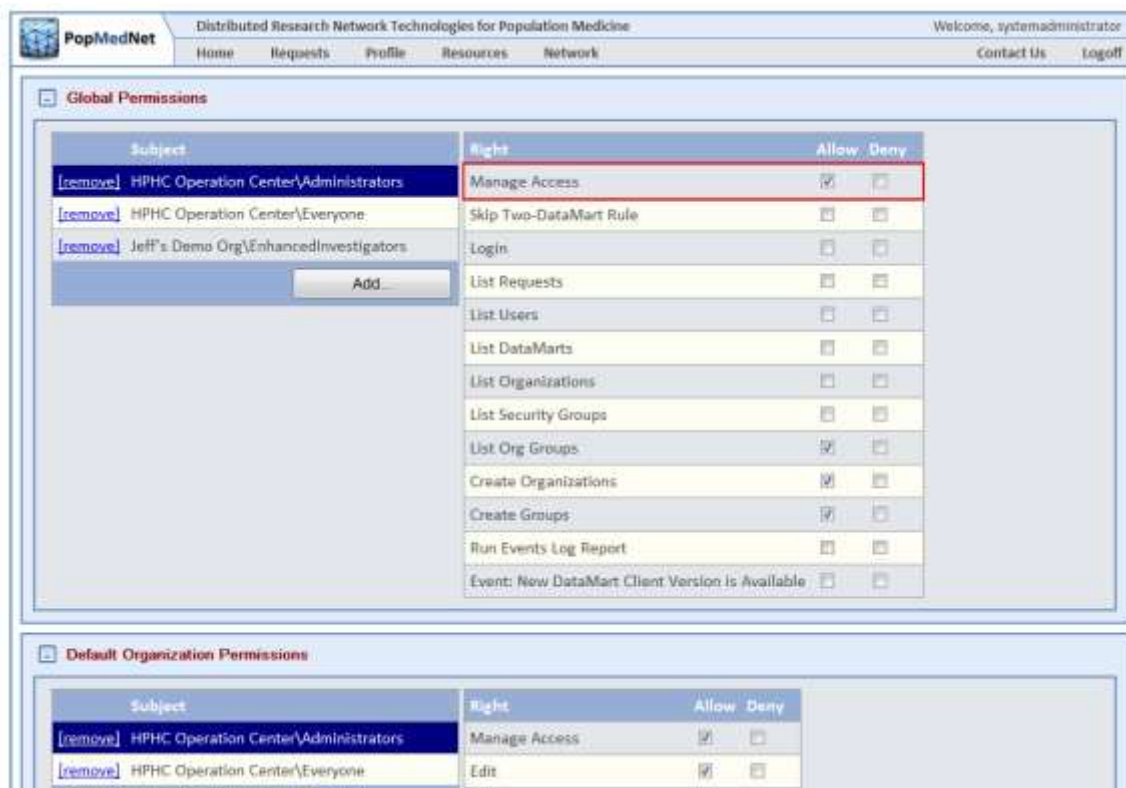 PopMedNet
Distributed Research Network Technologies for Population Medicine
Welcome, systemadministrator
Home Requests Profile Resources Network Contact Us Logoff
Global Permissions
Subject Right Allow Deny
[remove] HPHC Operation Center\Administrators Manage Access
[remove] HPHC Operation Center\Everyone Skip Two-DataMart Rule
[remove] Jeff's Demo Org\EnhancedInvestigators Login
Add... List Requests
List Users
List DataMarts
List Organizations
List Security Groups
List Org Groups
Create Organizations
Create Groups
Run Events Log Report
Event: New DataMart Client Version is Available
Default Organization Permissions
Subject Right Allow Deny
[remove] HPHC Operation Center\Administrators Manage Access
[remove] HPHC Operation Center\Everyone Edit